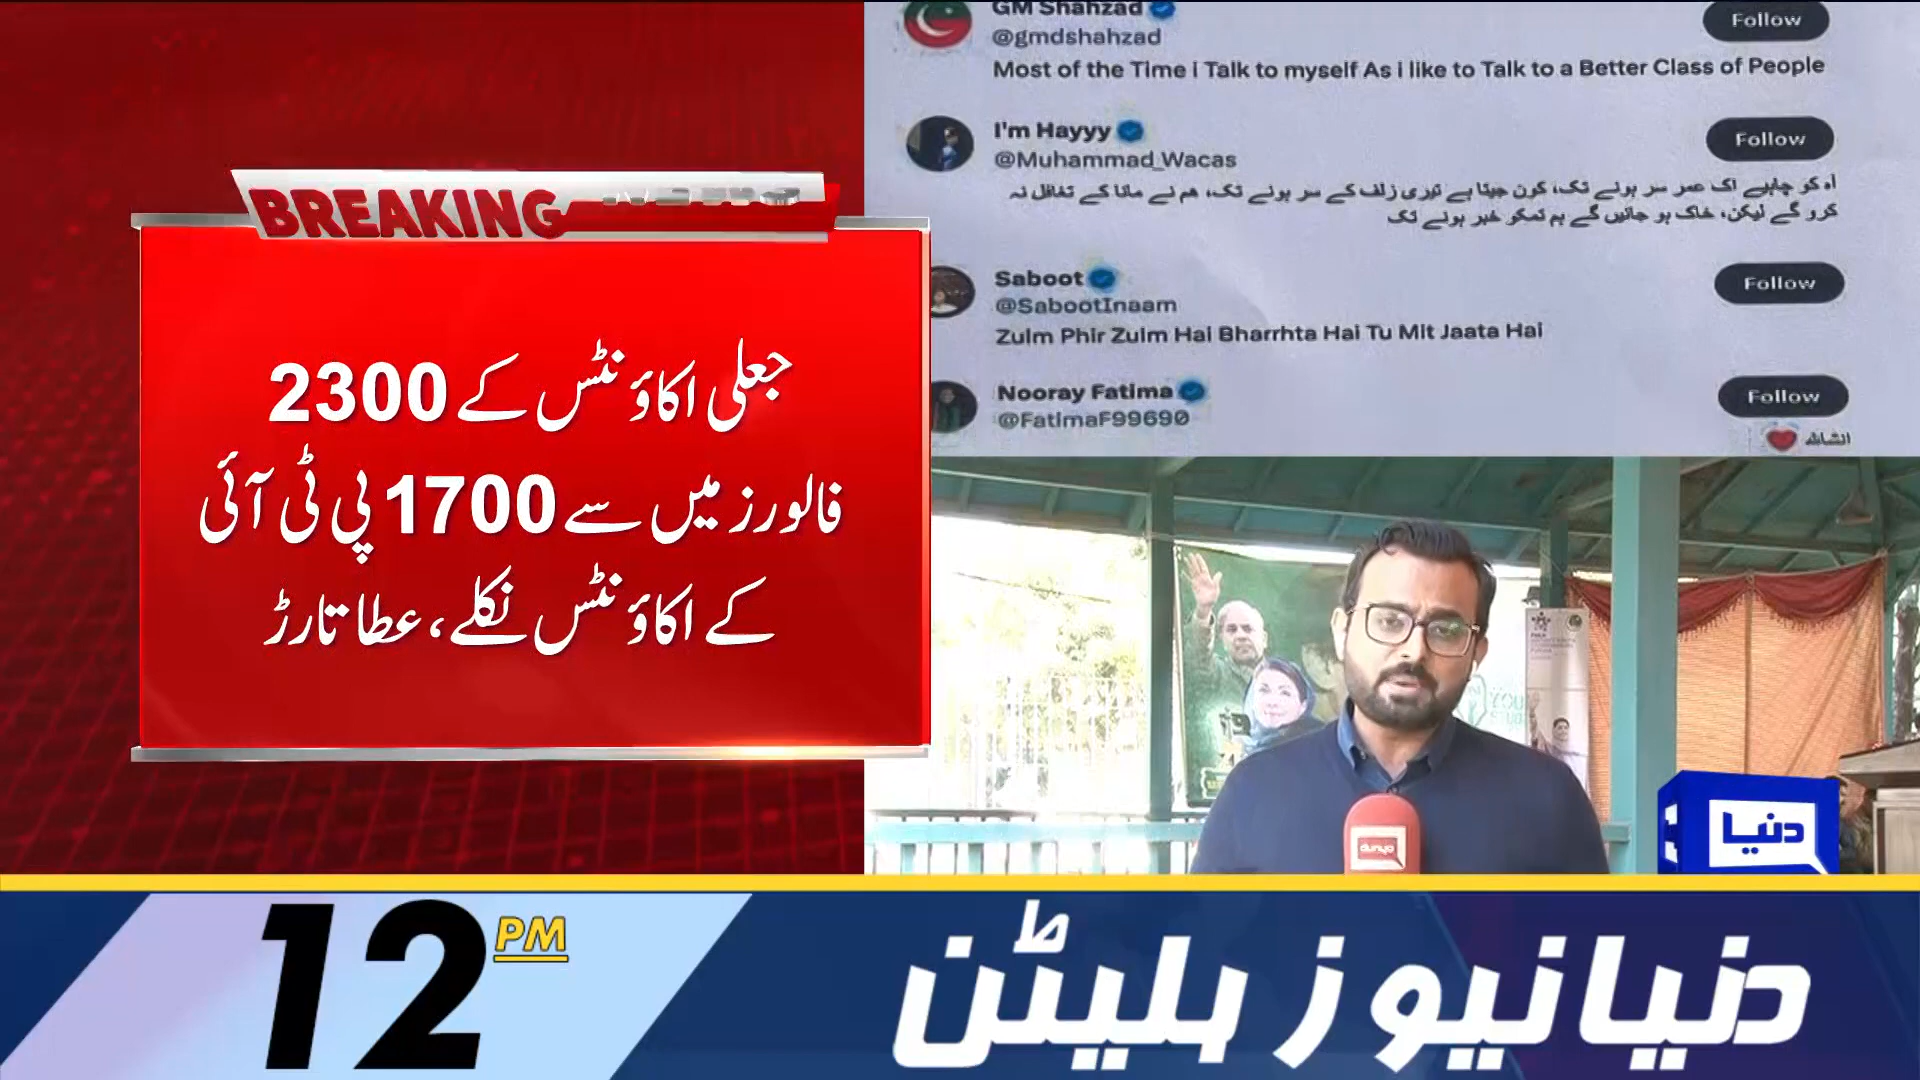 BREAKING
جعلی اکاؤنٹس کے 2300
فالورز میں سے 1700 پی ٹی آئی
کے اکاؤنٹس نکلے، عطا تارڑ
GM Shahzad
@gmdshahzad
Follow
Most of the Time i Talk to myself As i like to Talk to a Better Class of People
I'm Hayyy
@Muhammad_Wacas
Follow
آہ کو چاہیے اک عمر سر ہونے تک، کون جیتا ہے تیری زلف کے سر ہونے تک، ہم نے مانا کے تغافل نہ
کرو گے لیکن، خاک ہو جائیں گے ہم تمکو خبر ہونے تک
Saboot
@SabootInaam
Follow
Zulm Phir Zulm Hai Bharrhta Hai Tu Mit Jaata Hai
Nooray Fatima
@FatimaF99690
Follow
انشاللہ
dunya
دنیا
12 PM
دنیا نیوز بلیٹن